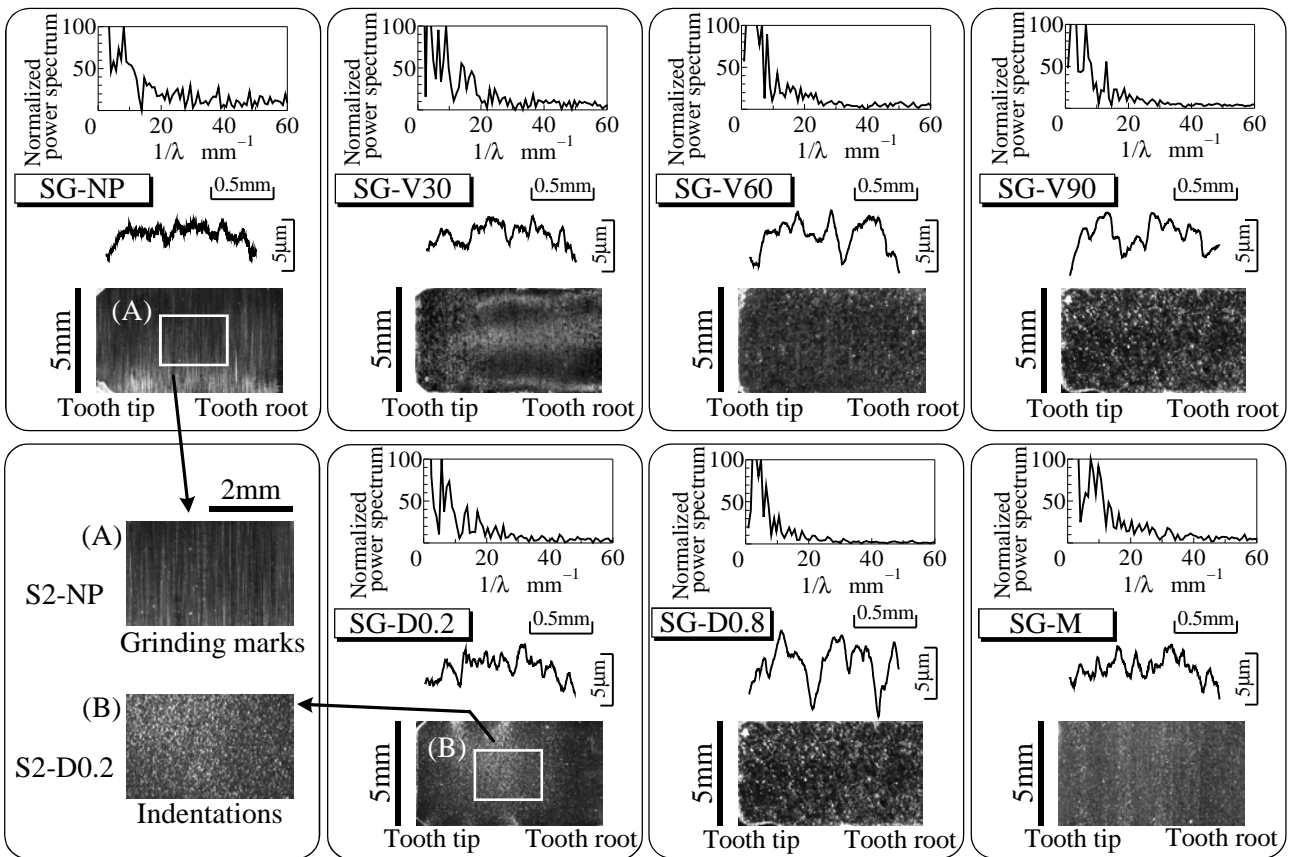 Normalized
power spectrum
100
50
0
20
40
60
1/λ mm⁻¹
SG-NP
0.5mm
5μm
(A)
5mm
Tooth tip
Tooth root
Normalized
power spectrum
100
50
0
20
40
60
1/λ mm⁻¹
SG-V30
0.5mm
5μm
5mm
Tooth tip
Tooth root
Normalized
power spectrum
100
50
0
20
40
60
1/λ mm⁻¹
SG-V60
0.5mm
5μm
5mm
Tooth tip
Tooth root
Normalized
power spectrum
100
50
0
20
40
60
1/λ mm⁻¹
SG-V90
0.5mm
5μm
5mm
Tooth tip
Tooth root
2mm
(A)
S2-NP
Grinding marks
(B)
S2-D0.2
Indentations
Normalized
power spectrum
100
50
0
20
40
60
1/λ mm⁻¹
SG-D0.2
0.5mm
5μm
(B)
5mm
Tooth tip
Tooth root
Normalized
power spectrum
100
50
0
20
40
60
1/λ mm⁻¹
SG-D0.8
0.5mm
5μm
5mm
Tooth tip
Tooth root
Normalized
power spectrum
100
50
0
20
40
60
1/λ mm⁻¹
SG-M
0.5mm
5μm
5mm
Tooth tip
Tooth root